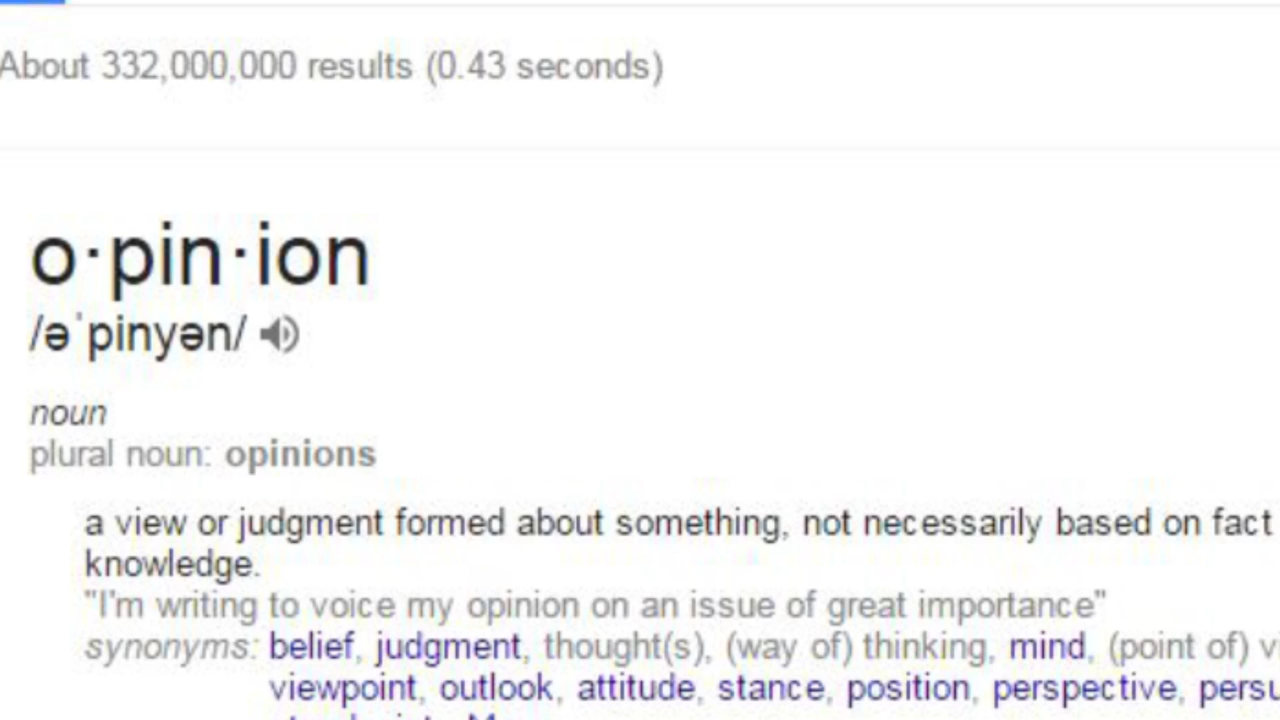 About 332,000,000 results (0.43 seconds)
o·pin·ion
/əˈpinyən/
noun
plural noun: opinions
a view or judgment formed about something, not necessarily based on fact
knowledge.
"I'm writing to voice my opinion on an issue of great importance"
synonyms: belief, judgment, thought(s), (way of) thinking, mind, (point of)
viewpoint, outlook, attitude, stance, position, perspective,